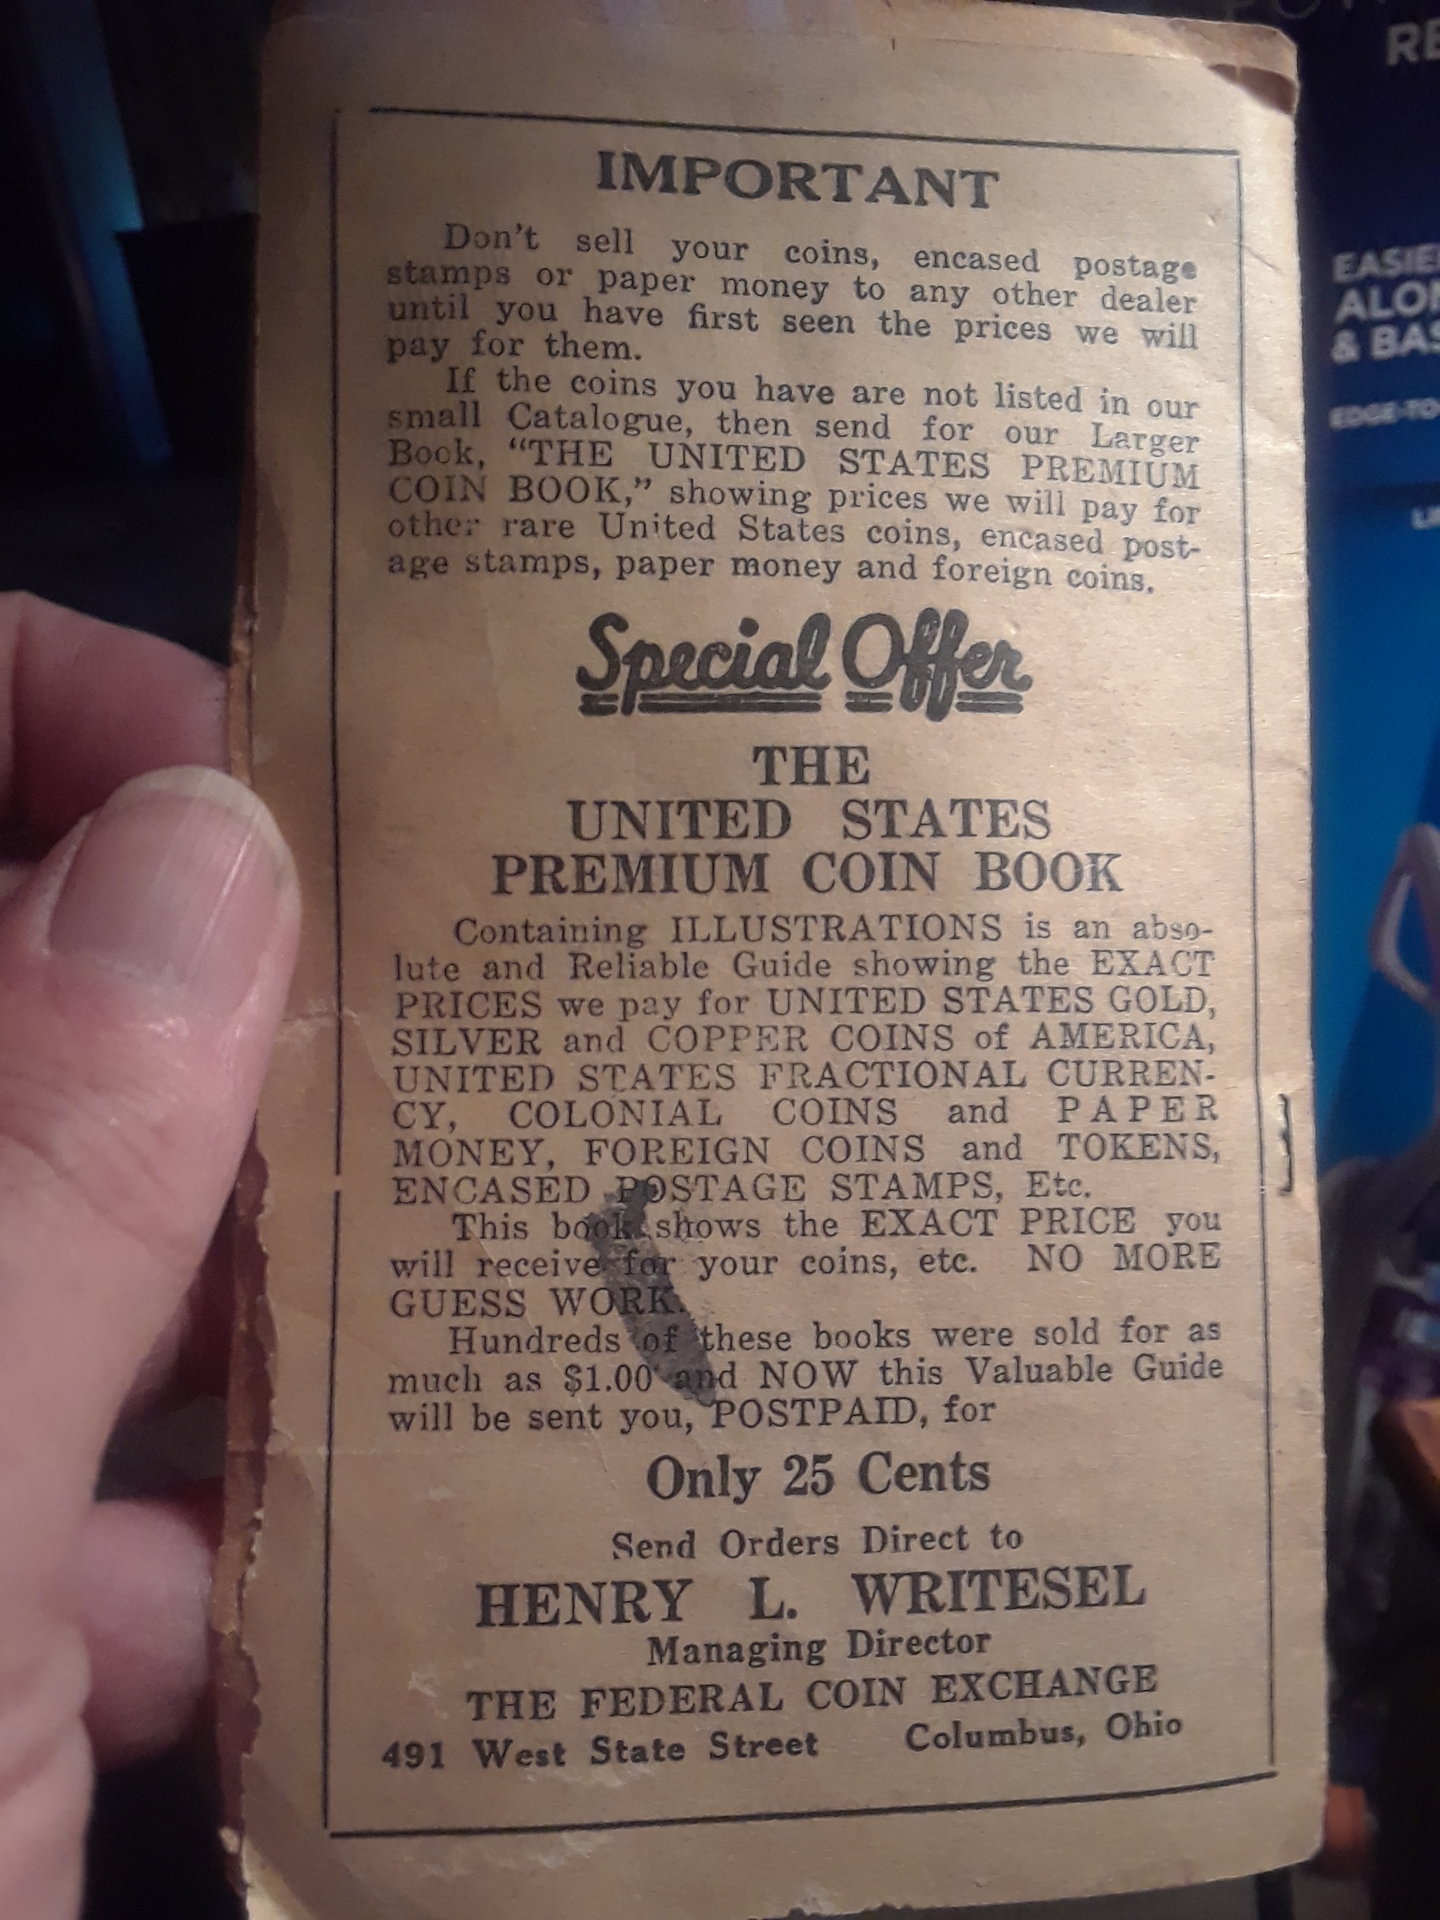 IMPORTANT
Don't sell your coins, encased postage
stamps or paper money to any other dealer
until you have first seen the prices we will
pay for them.
If the coins you have are not listed in our
small Catalogue, then send for our Larger
Book, “THE UNITED STATES PREMIUM
COIN BOOK,” showing prices we will pay for
other rare United States coins, encased post-
age stamps, paper money and foreign coins.
Special Offer
THE
UNITED STATES
PREMIUM COIN BOOK
Containing ILLUSTRATIONS is an abso-
lute and Reliable Guide showing the EXACT
PRICES we pay for UNITED STATES GOLD,
SILVER and COPPER COINS of AMERICA,
UNITED STATES FRACTIONAL CURREN-
CY, COLONIAL COINS and PAPER
MONEY, FOREIGN COINS and TOKENS,
ENCASED POSTAGE STAMPS, Etc.
This book shows the EXACT PRICE you
will receive for your coins, etc. NO MORE
GUESS WORK.
Hundreds of these books were sold for as
much as $1.00 and NOW this Valuable Guide
will be sent you, POSTPAID, for
Only 25 Cents
Send Orders Direct to
HENRY L. WRITESEL
Managing Director
THE FEDERAL COIN EXCHANGE
491 West State Street Columbus, Ohio
RE
EASIE
ALON
& BAS
EDGE-TO-